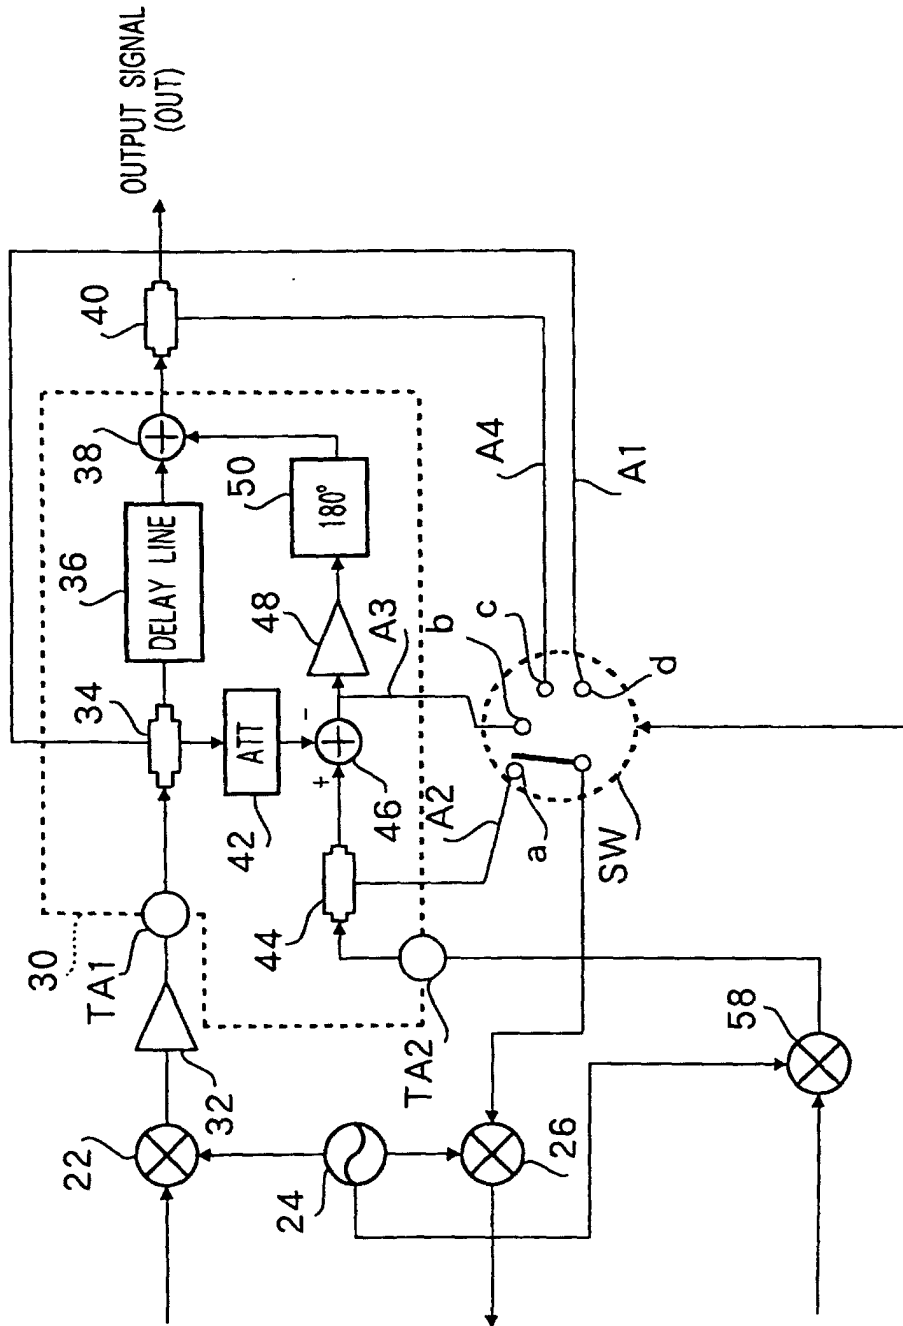 OUTPUT SIGNAL
(OUT)
40
38
36
DELAY LINE
34
30
TA1
32
22
50
180°
48
A3
ATT
42
-
+
46
A2
44
TA2
24
26
58
A4
A1
a
b
c
d
SW